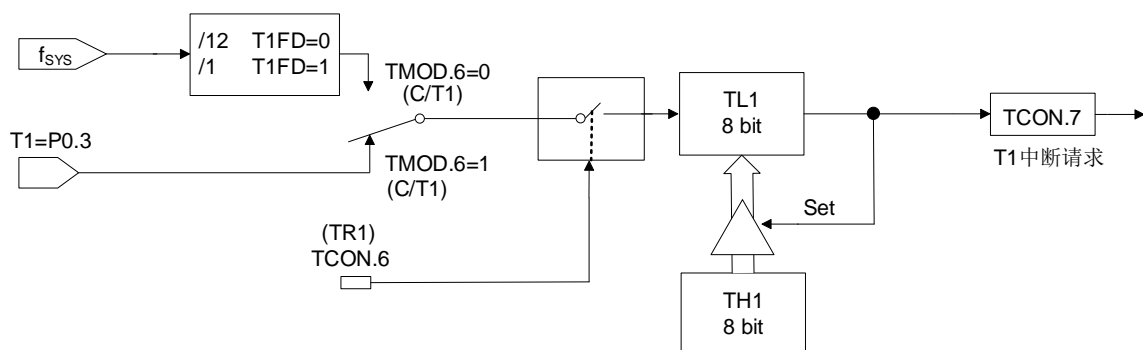 fSYS
/12 T1FD=0
/1 T1FD=1
TMOD.6=0
(C/T1)
T1=P0.3
TMOD.6=1
(C/T1)
(TR1)
TCON.6
TL1
8 bit
TCON.7
T1中断请求
Set
TH1
8 bit